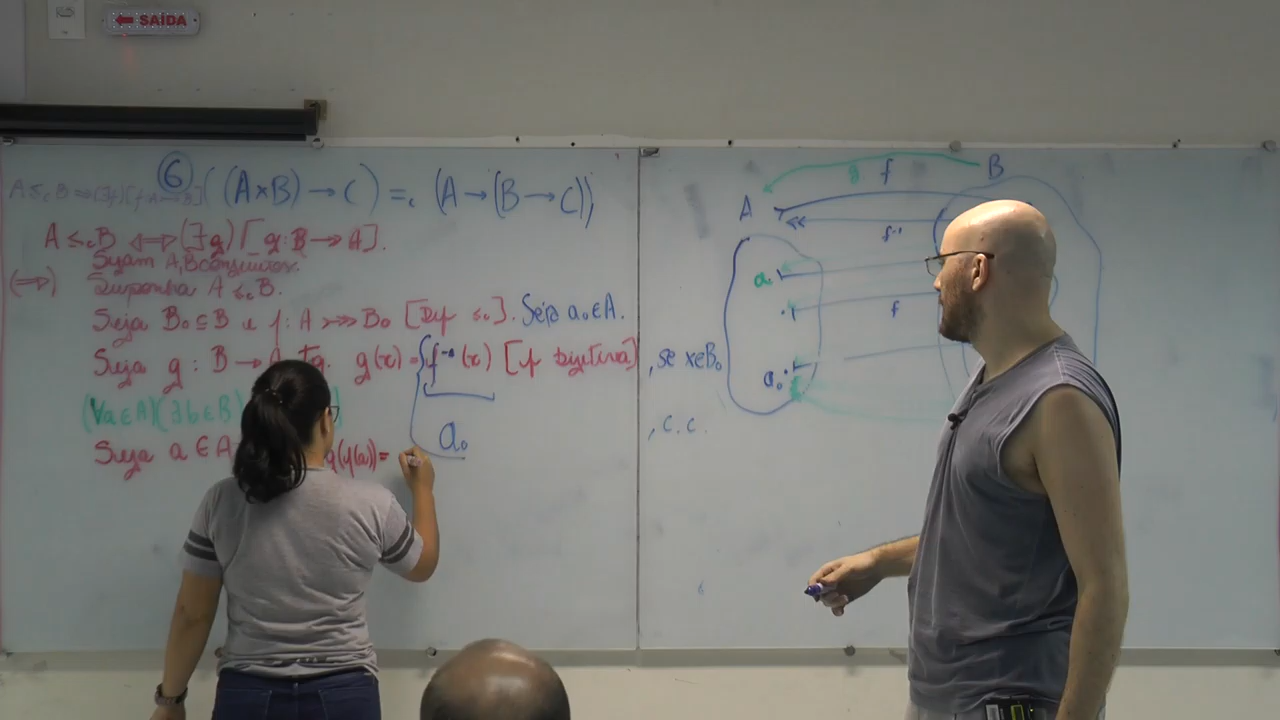 ← SAÍDA
⑥ ((A×B) → C) =c (A → (B → C))
A ≤c B ⟺ (∃g)[g: B → A].
Sejam A, B conjuntos.
(⟹) Suponha A ≤c B.
Seja B₀ ⊆ B e f: A ⤖ B₀ [Def ≤c]. Seja a₀ ∈ A.
Seja g : B → A t.q. g(x) = { f⁻¹(x) [f bijetiva] , se x∈B₀
a₀ , c.c.
(∀a∈A)(∃b∈B)
Seja a ∈ A g(f(a)) =
B
g f
A
f⁻¹
a.
f
a₀